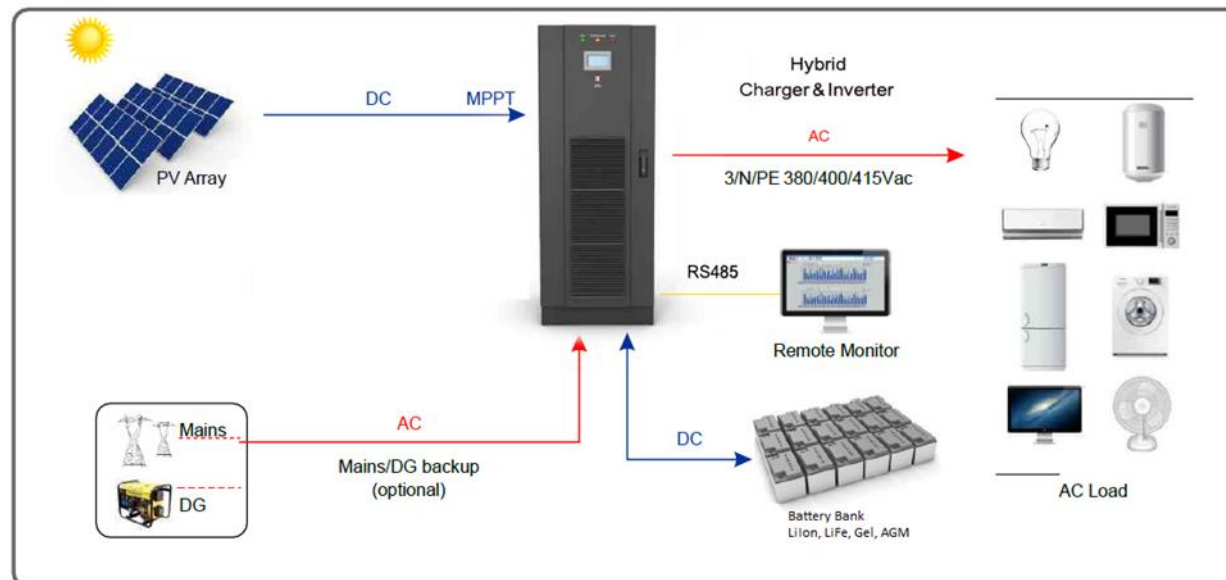 DC
MPPT
PV Array
Hybrid
Charger & Inverter
AC
3/N/PE 380/400/415Vac
RS485
Remote Monitor
Mains
DG
AC
Mains/DG backup
(optional)
DC
Battery Bank
LiIon, LiFe, Gel, AGM
AC Load